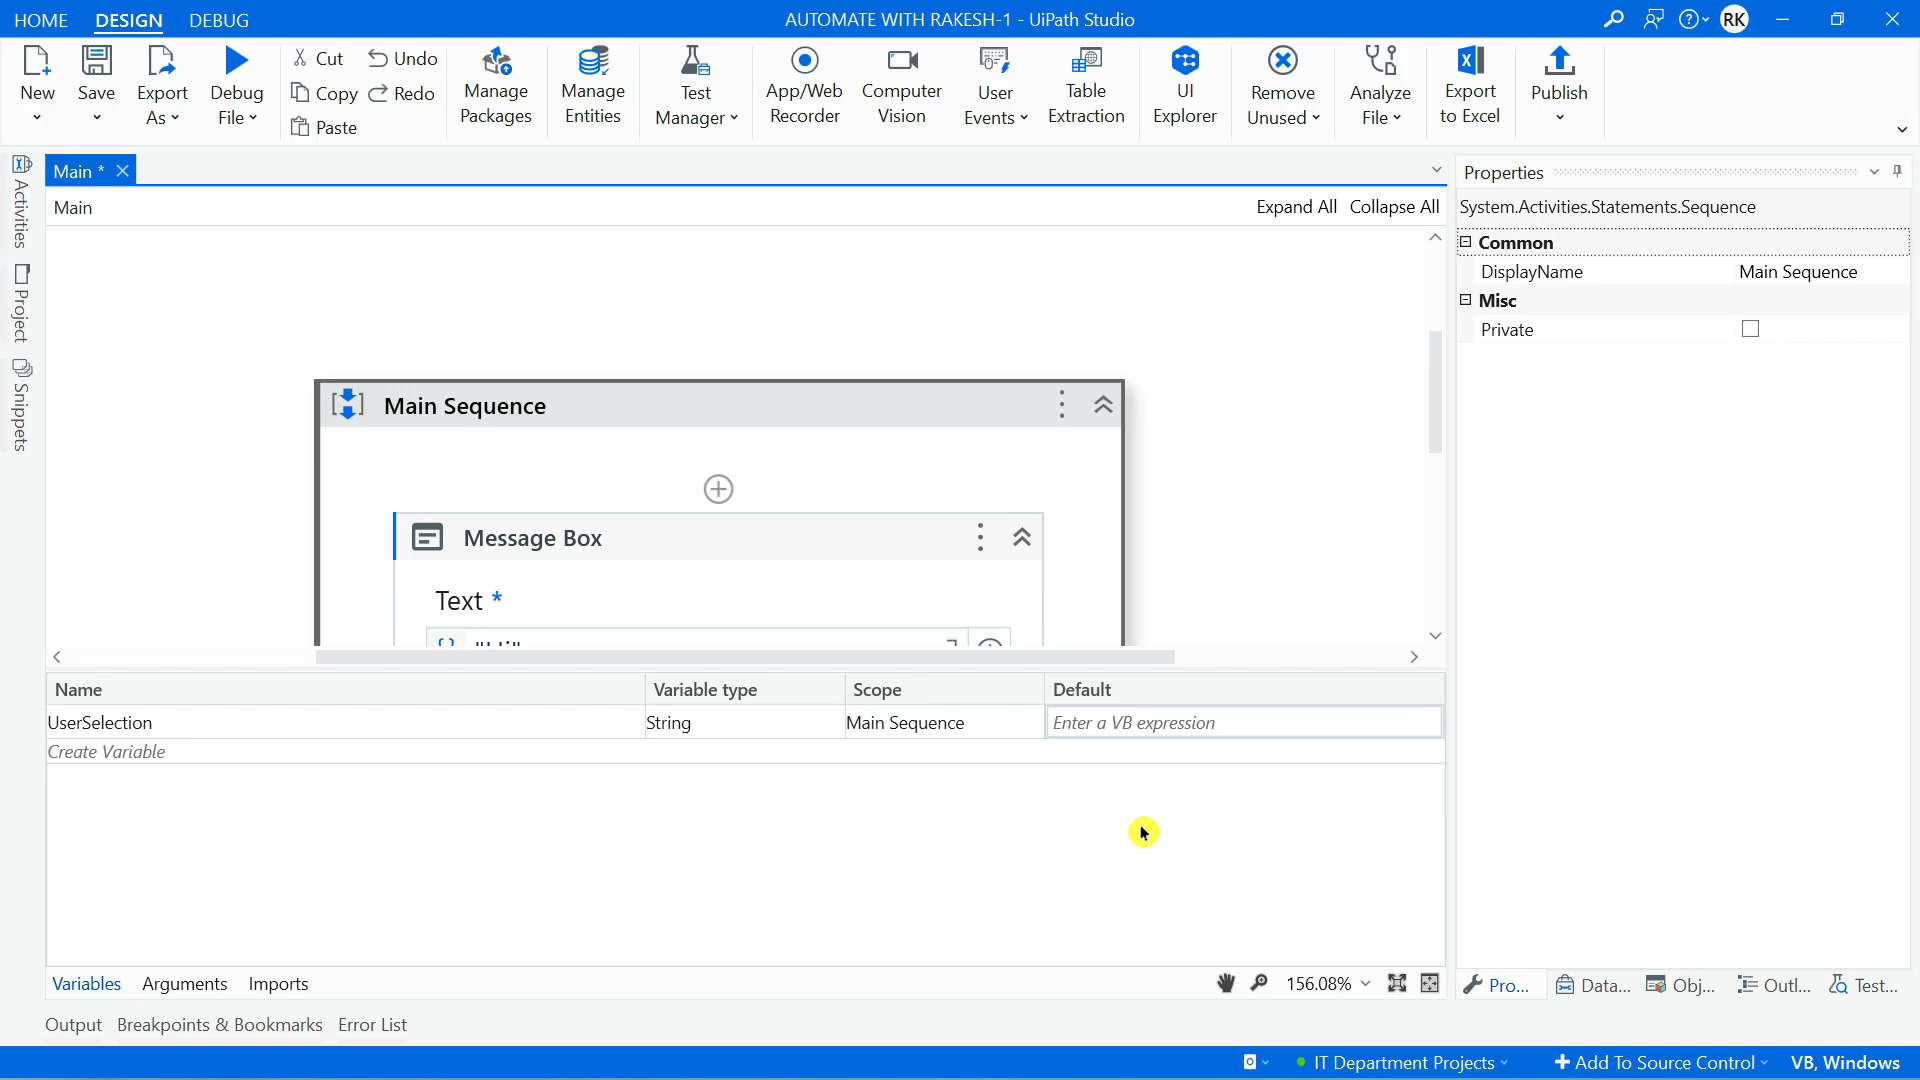 HOME DESIGN DEBUG
AUTOMATE WITH RAKESH-1 - UiPath Studio
RK
New
Save
Export As
Debug File
Cut
Copy
Paste
Undo
Redo
Manage Packages
Manage Entities
Test Manager
App/Web Recorder
Computer Vision
User Events
Table Extraction
UI Explorer
Remove Unused
Analyze File
Export to Excel
Publish
Activities
Project
Snippets
Main *
Main
Expand All Collapse All
Main Sequence
Message Box
Text *
Name Variable type Scope Default
UserSelection String Main Sequence Enter a VB expression
Create Variable
Variables Arguments Imports
156.08%
Output Breakpoints & Bookmarks Error List
Properties
System.Activities.Statements.Sequence
Common
DisplayName Main Sequence
Misc
Private
Pro... Data... Obj... Outl... Test...
IT Department Projects Add To Source Control VB, Windows